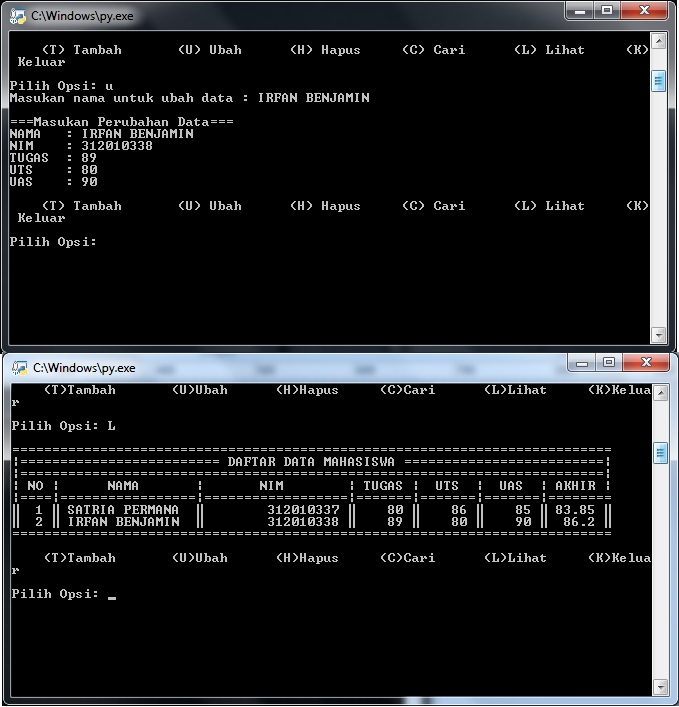 C:\Windows\py.exe
(T) Tambah (U) Ubah (H) Hapus (C) Cari (L) Lihat (K)
Keluar
Pilih Opsi: u
Masukan nama untuk ubah data : IRFAN BENJAMIN
===Masukan Perubahan Data===
NAMA : IRFAN BENJAMIN
NIM : 312010338
TUGAS : 89
UTS : 80
UAS : 90
(T) Tambah (U) Ubah (H) Hapus (C) Cari (L) Lihat (K)
Keluar
Pilih Opsi:
C:\Windows\py.exe
(T)Tambah (U)Ubah (H)Hapus (C)Cari (L)Lihat (K)Kelua
r
Pilih Opsi: L
DAFTAR DATA MAHASISWA
NO NAMA NIM TUGAS UTS UAS AKHIR
1 SATRIA PERMANA 312010337 80 86 85 83.85
2 IRFAN BENJAMIN 312010338 89 80 90 86.2
(T)Tambah (U)Ubah (H)Hapus (C)Cari (L)Lihat (K)Kelua
r
Pilih Opsi: _